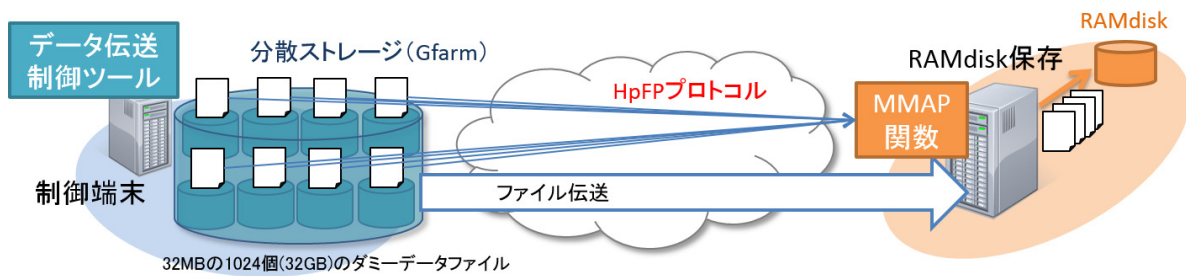 データ伝送
制御ツール
分散ストレージ(Gfarm)
HpFPプロトコル
RAMdisk
RAMdisk保存
MMAP
関数
制御端末
ファイル伝送
32MBの1024個(32GB)のダミーデータファイル